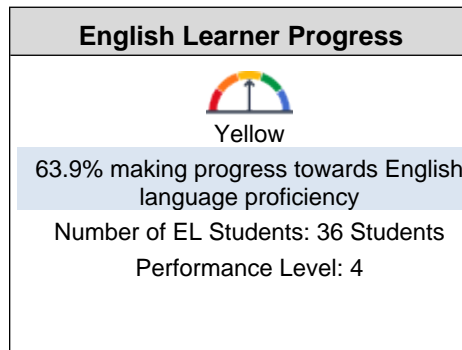 English Learner Progress
Yellow
63.9% making progress towards English
language proficiency
Number of EL Students: 36 Students
Performance Level: 4